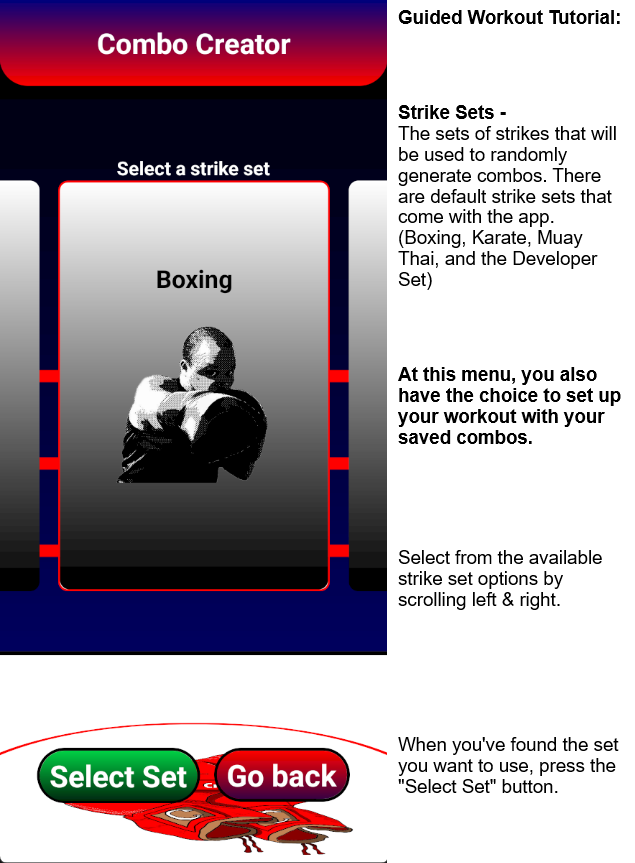 Combo Creator
Select a strike set
Boxing
Select Set
Go back
Guided Workout Tutorial:
Strike Sets -
The sets of strikes that will
be used to randomly
generate combos. There
are default strike sets that
come with the app.
(Boxing, Karate, Muay
Thai, and the Developer
Set)
At this menu, you also
have the choice to set up
your workout with your
saved combos.
Select from the available
strike set options by
scrolling left & right.
When you've found the set
you want to use, press the
"Select Set" button.